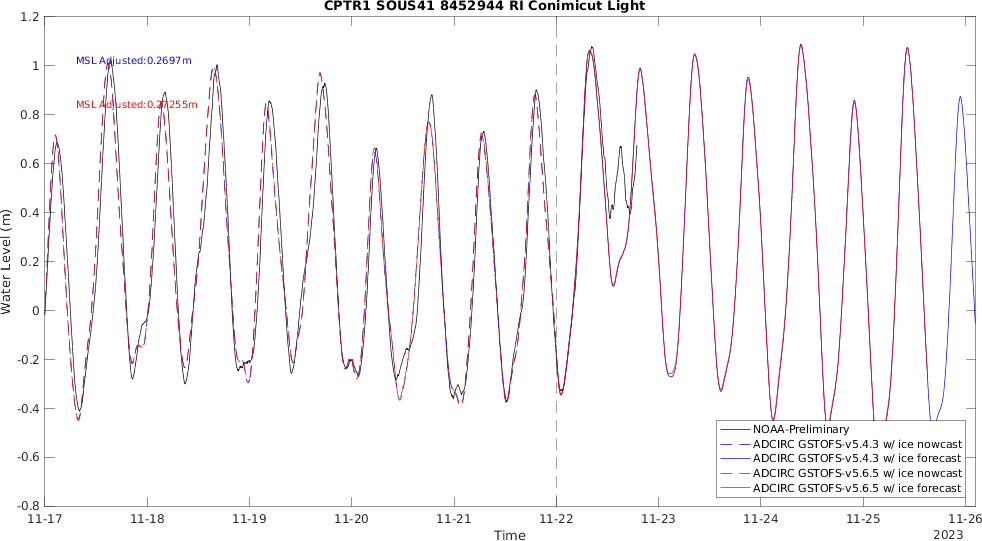 CPTR1 SOUS41 8452944 RI Conimicut Light
1.2
1
0.8
0.6
0.4
0.2
0
-0.2
-0.4
-0.6
-0.8
Water Level (m)
MSL Adjusted:0.2697m
MSL Adjusted:0.27255m
NOAA-Preliminary
ADCIRC GSTOFS-v5.4.3 w/ ice nowcast
ADCIRC GSTOFS-v5.4.3 w/ ice forecast
ADCIRC GSTOFS-v5.6.5 w/ ice nowcast
ADCIRC GSTOFS-v5.6.5 w/ ice forecast
11-17 11-18 11-19 11-20 11-21 11-22 11-23 11-24 11-25 11-26
Time
2023